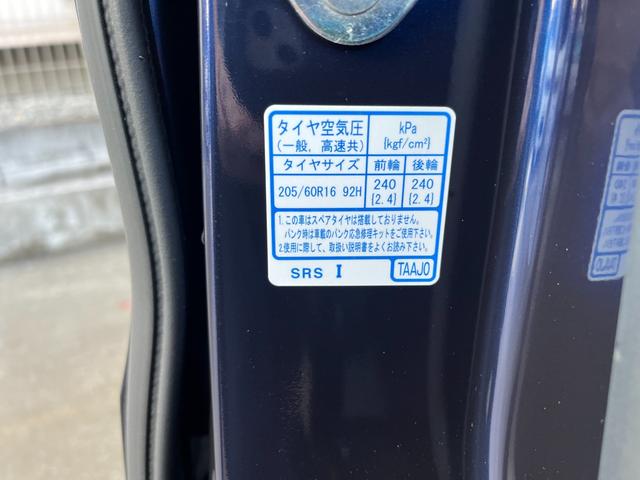 タイヤ空気圧 kPa
(一般, 高速共) {kgf/cm²}
タイヤサイズ 前輪 後輪
205/60R16 92H 240 240
{2.4} {2.4}
1. この車はスペアタイヤは搭載しておりません。
パンク時は車載のパンク応急修理キットをご使用下さい。
2. 使用に際して、取扱い説明書をよくお読み下さい。
SRS I TAAJO